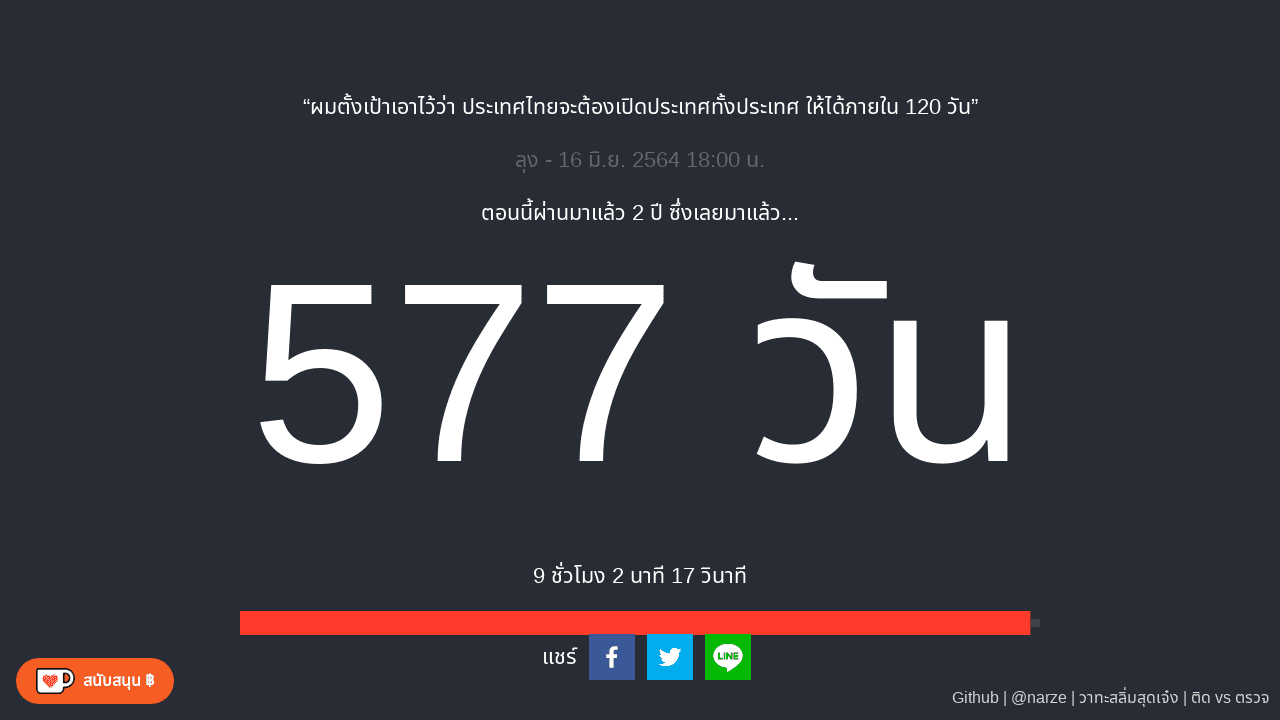 “ผมตั้งเป้าเอาไว้ว่า ประเทศไทยจะต้องเปิดประเทศทั้งประเทศ ให้ได้ภายใน 120 วัน”
ลุง - 16 มิ.ย. 2564 18:00 น.
ตอนนี้ผ่านมาแล้ว 2 ปี ซึ่งเลยมาแล้ว...
577 วัน
9 ชั่วโมง 2 นาที 17 วินาที
แชร์ LINE
สนับสนุน ฿
Github | @narze | วาทะสลิ่มสุดเจ๋ง | ติด vs ตรวจ